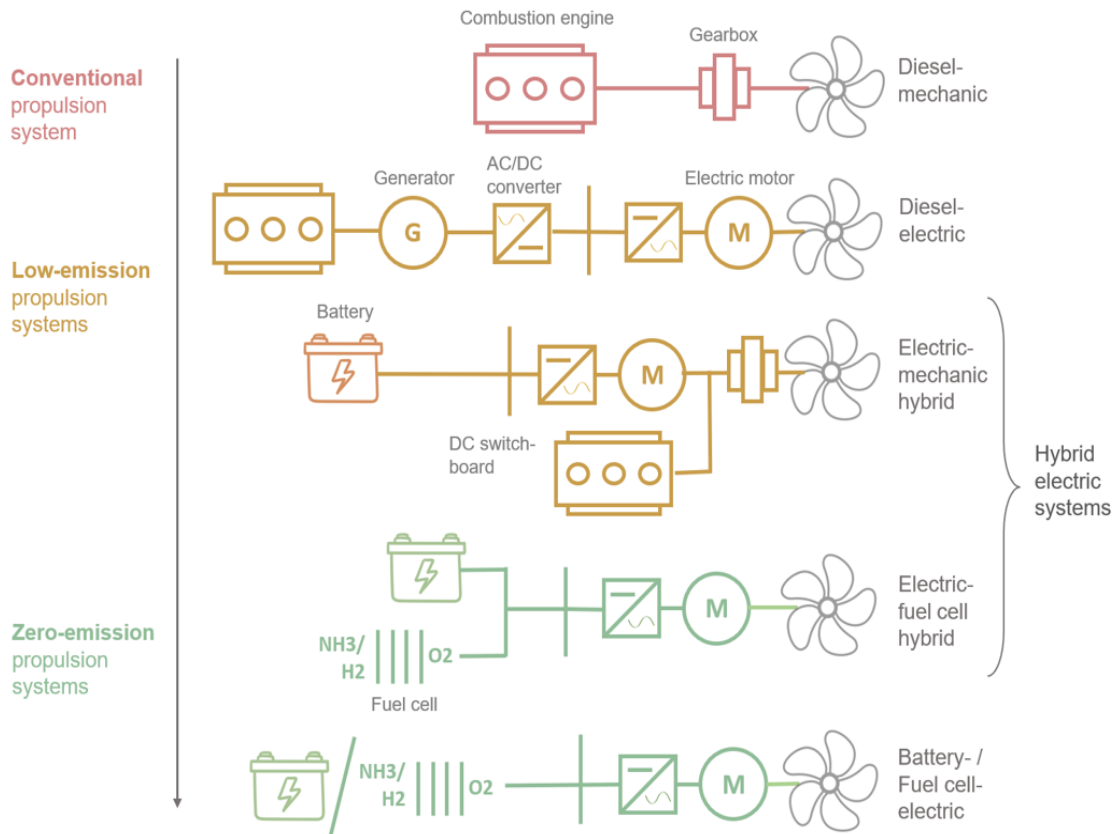 Combustion engine
Gearbox
Conventional
propulsion
system
Diesel-
mechanic
Generator
AC/DC
converter
Electric motor
G
M
Diesel-
electric
Low-emission
propulsion
systems
Battery
M
Electric-
mechanic
hybrid
DC switch-
board
Hybrid
electric
systems
M
Electric-
fuel cell
hybrid
Zero-emission
propulsion
systems
NH3/
H2
O2
Fuel cell
NH3/
H2
O2
M
Battery- /
Fuel cell-
electric